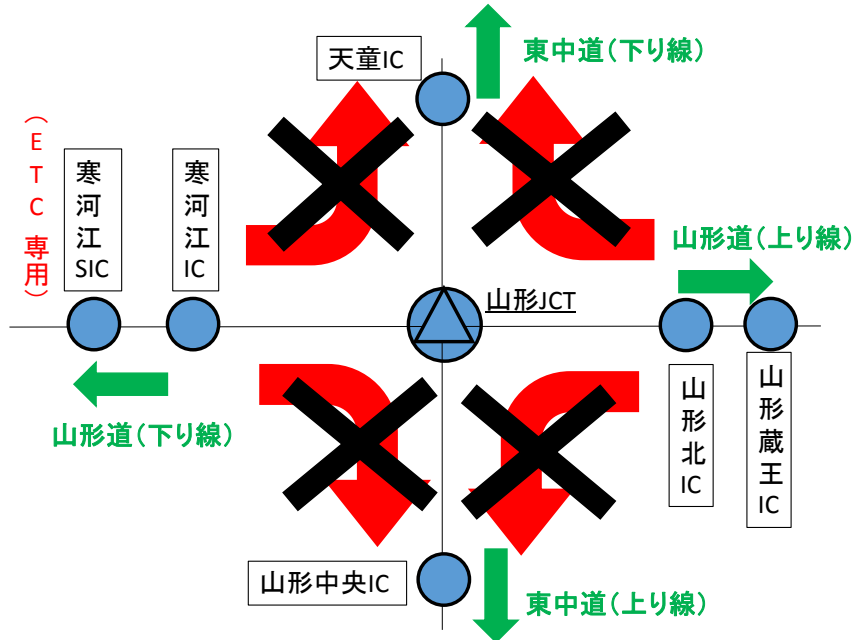 天童IC
東中道（下り線）
（ETC専用）
寒河江SIC
寒河江IC
山形道（上り線）
山形JCT
山形道（下り線）
山形北IC
山形蔵王IC
山形中央IC
東中道（上り線）